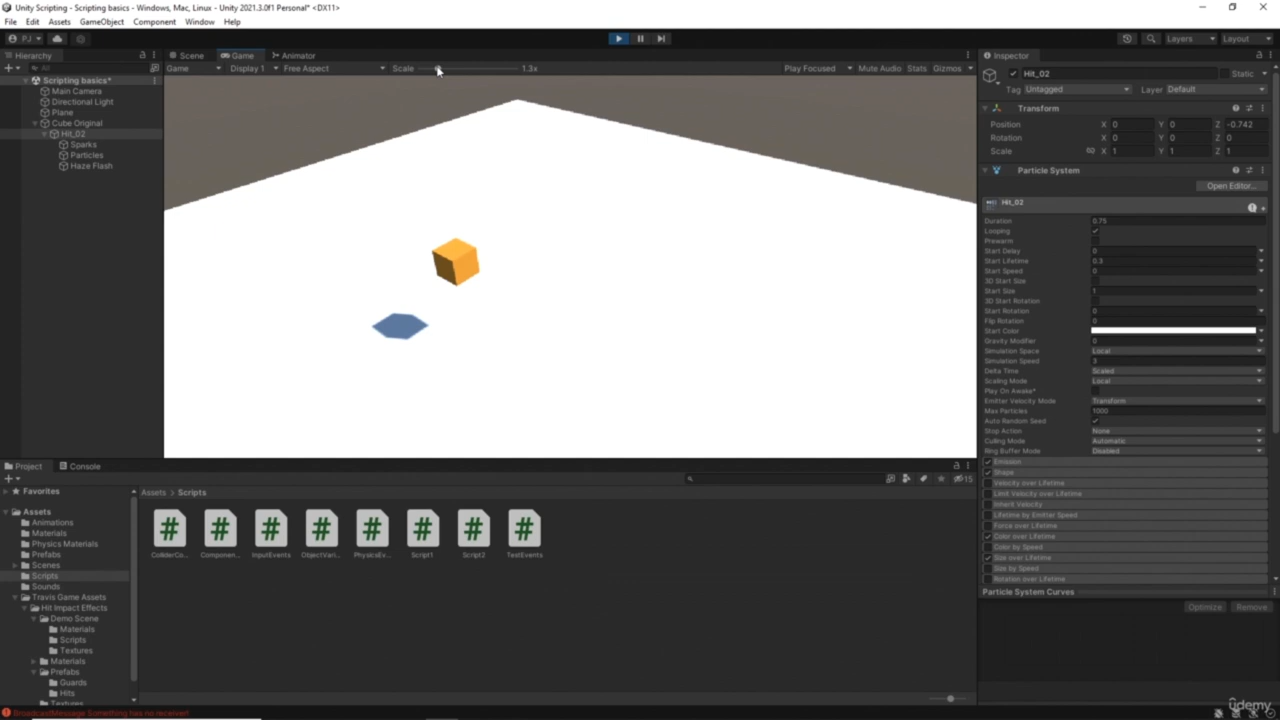 Unity Scripting - Scripting basics - Windows, Mac, Linux - Unity 2021.3.0f1 Personal* <DX11>
File Edit Assets GameObject Component Window Help
PJ Layers Layout
Hierarchy Scene Game Animator Inspector
All Game Display 1 Free Aspect Scale 1.3x Play Focused Mute Audio Stats Gizmos
Hit_02 Static
Scripting basics*
Tag Untagged Layer Default
Main Camera
Directional Light
Plane
Cube Original
Hit_02
Sparks
Particles
Haze Flash
Transform
Position X 0 Y 0 Z -0.742
Rotation X 0 Y 0 Z 0
Scale X 1 Y 1 Z 1
Particle System
Open Editor...
Hit_02
Duration 0.75
Looping
Prewarm
Start Delay 0
Start Lifetime 0.3
Start Speed 0
3D Start Size
Start Size 1
3D Start Rotation
Start Rotation 0
Flip Rotation 0
Start Color
Gravity Modifier 0
Simulation Space Local
Simulation Speed 3
Delta Time Scaled
Scaling Mode Local
Play On Awake*
Emitter Velocity Mode Transform
Max Particles 1000
Auto Random Seed
Stop Action None
Culling Mode Automatic
Ring Buffer Mode Disabled
Emission
Shape
Velocity over Lifetime
Limit Velocity over Lifetime
Inherit Velocity
Lifetime by Emitter Speed
Force over Lifetime
Color over Lifetime
Color by Speed
Size over Lifetime
Size by Speed
Rotation over Lifetime
Particle System Curves
Optimize Remove
Project Console
15
Favorites
Assets
Animations
Materials
Physics Materials
Prefabs
Scenes
Scripts
Sounds
Travis Game Assets
Hit Impact Effects
Demo Scene
Materials
Scripts
Textures
Materials
Prefabs
Guards
Hits
Textures
Assets > Scripts
ColliderCo... Componen... InputEvents ObjectVari... PhysicsEv... Script1 Script2 TestEvents
BroadcastMessage Something has no receiver!
ûdemy